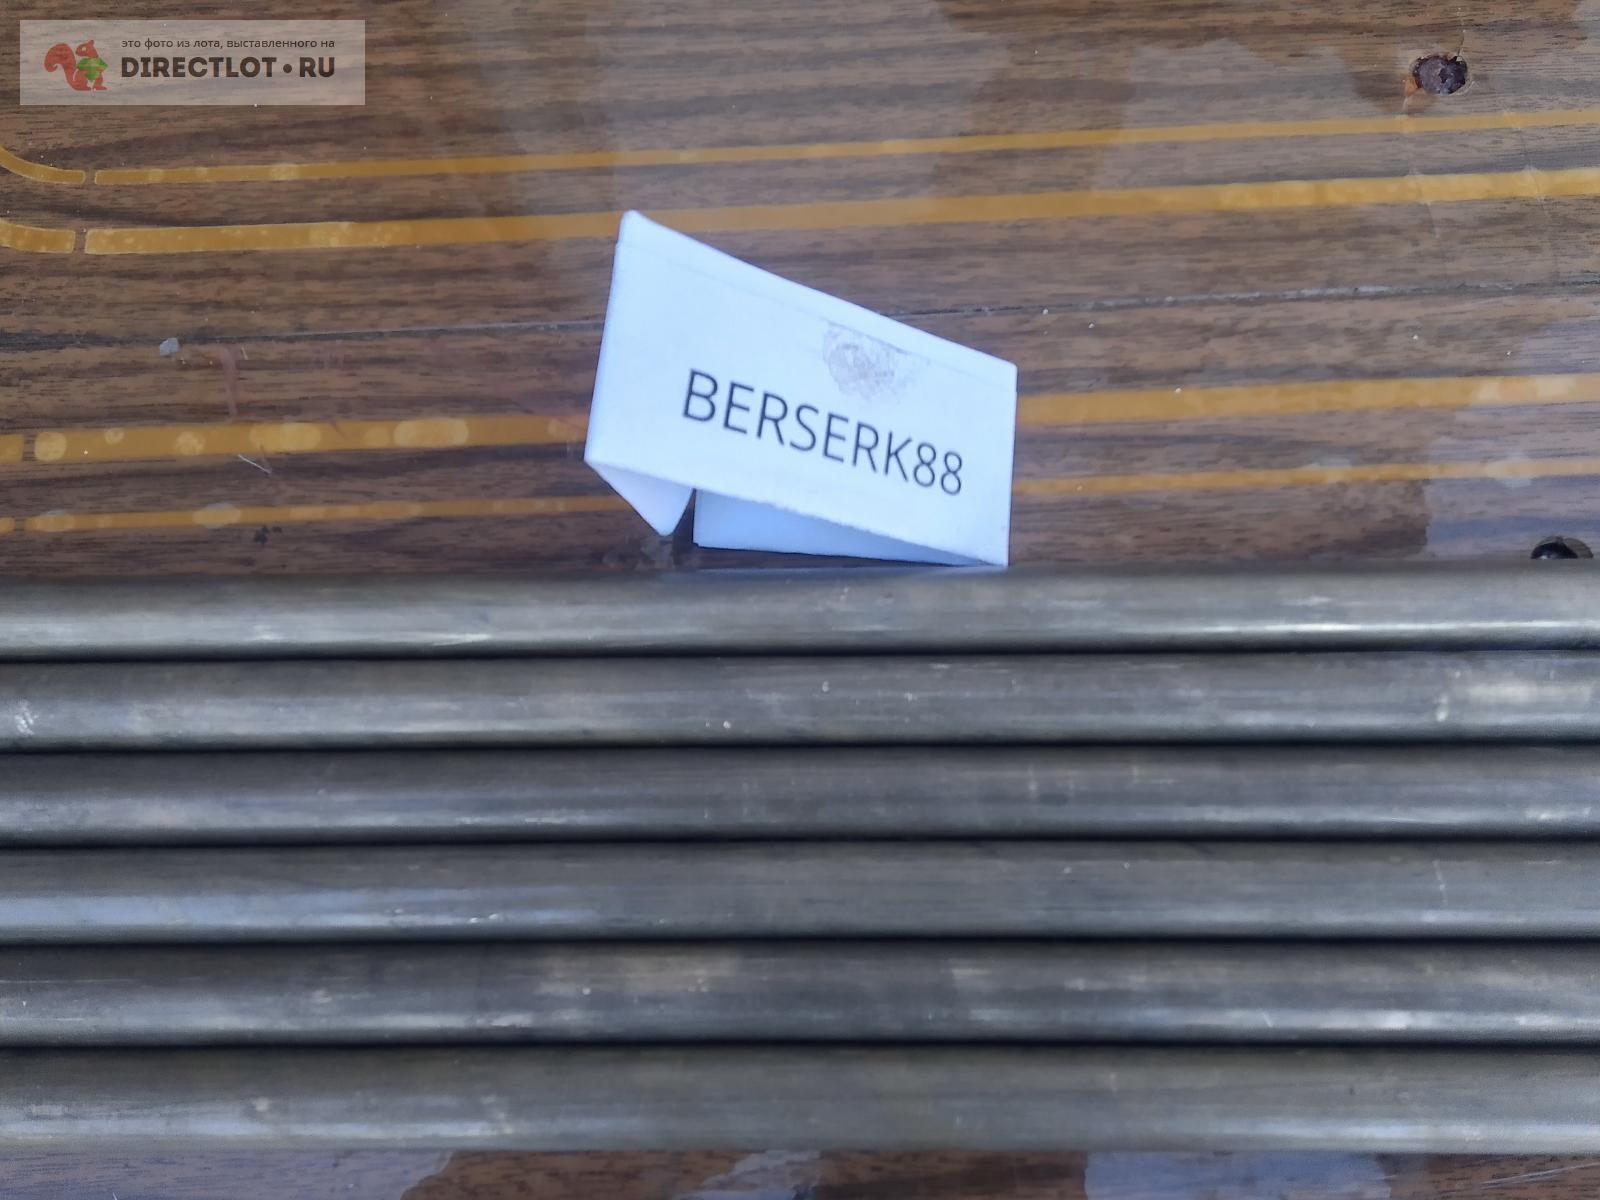 это фото из лота, выставленного на
DIRECTLOT•RU
BERSERK88